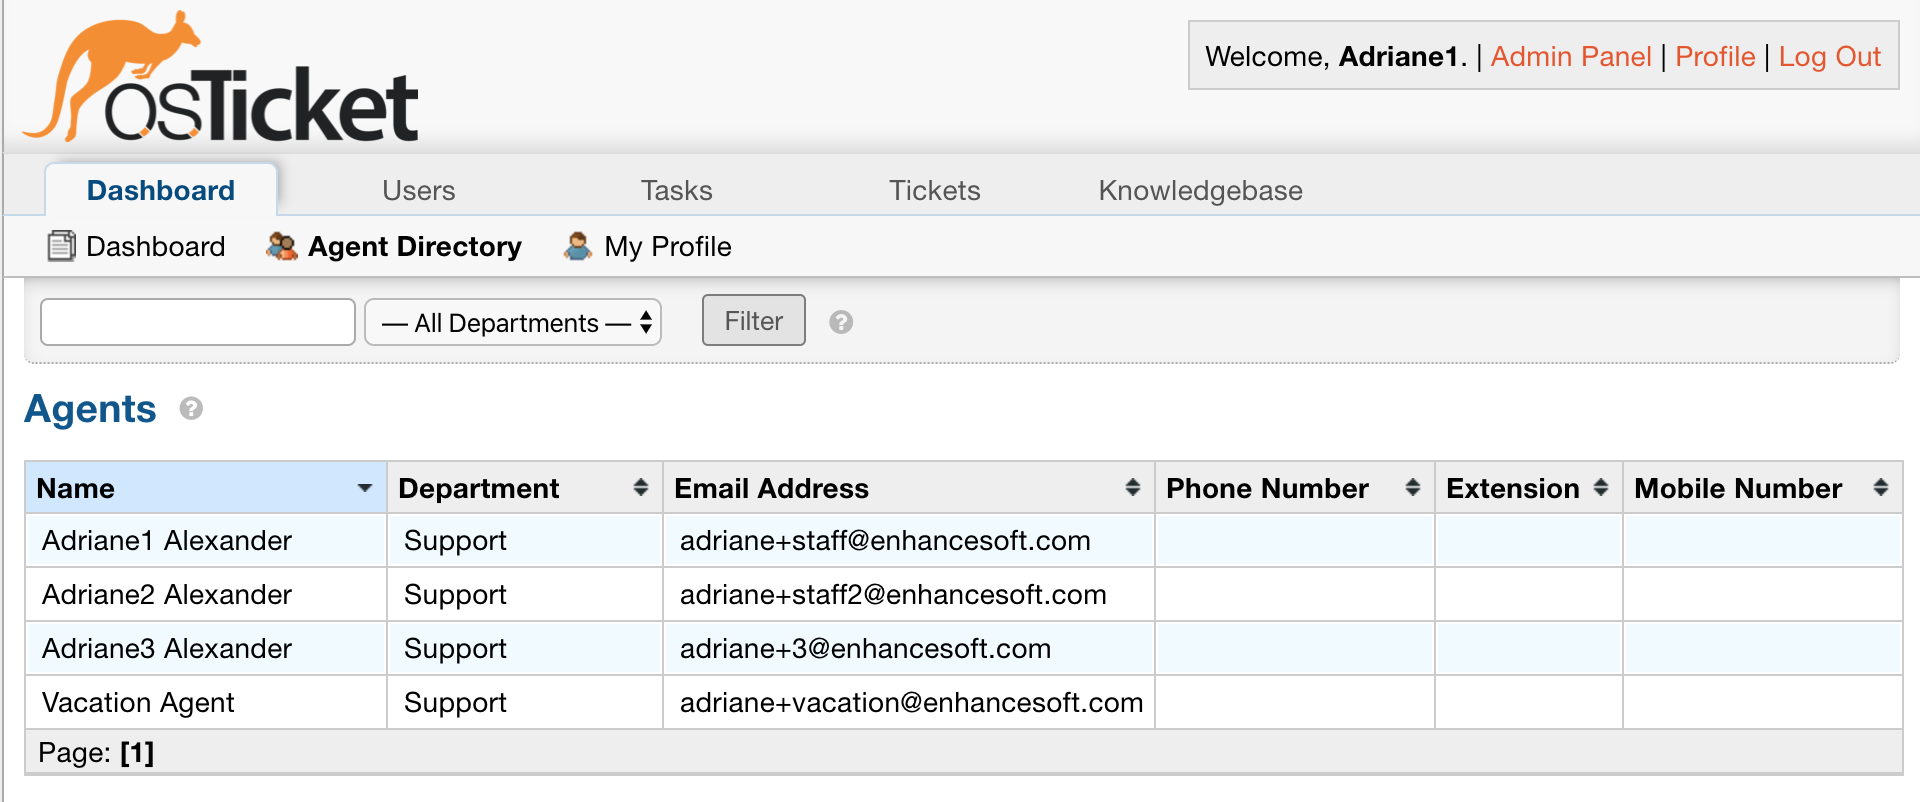 osTicket
Welcome, Adriane1. | Admin Panel | Profile | Log Out
Dashboard Users Tasks Tickets Knowledgebase
Dashboard Agent Directory My Profile
— All Departments — Filter ?
Agents ?
Name Department Email Address Phone Number Extension Mobile Number
Adriane1 Alexander Support adriane+staff@enhancesoft.com
Adriane2 Alexander Support adriane+staff2@enhancesoft.com
Adriane3 Alexander Support adriane+3@enhancesoft.com
Vacation Agent Support adriane+vacation@enhancesoft.com
Page: [1]